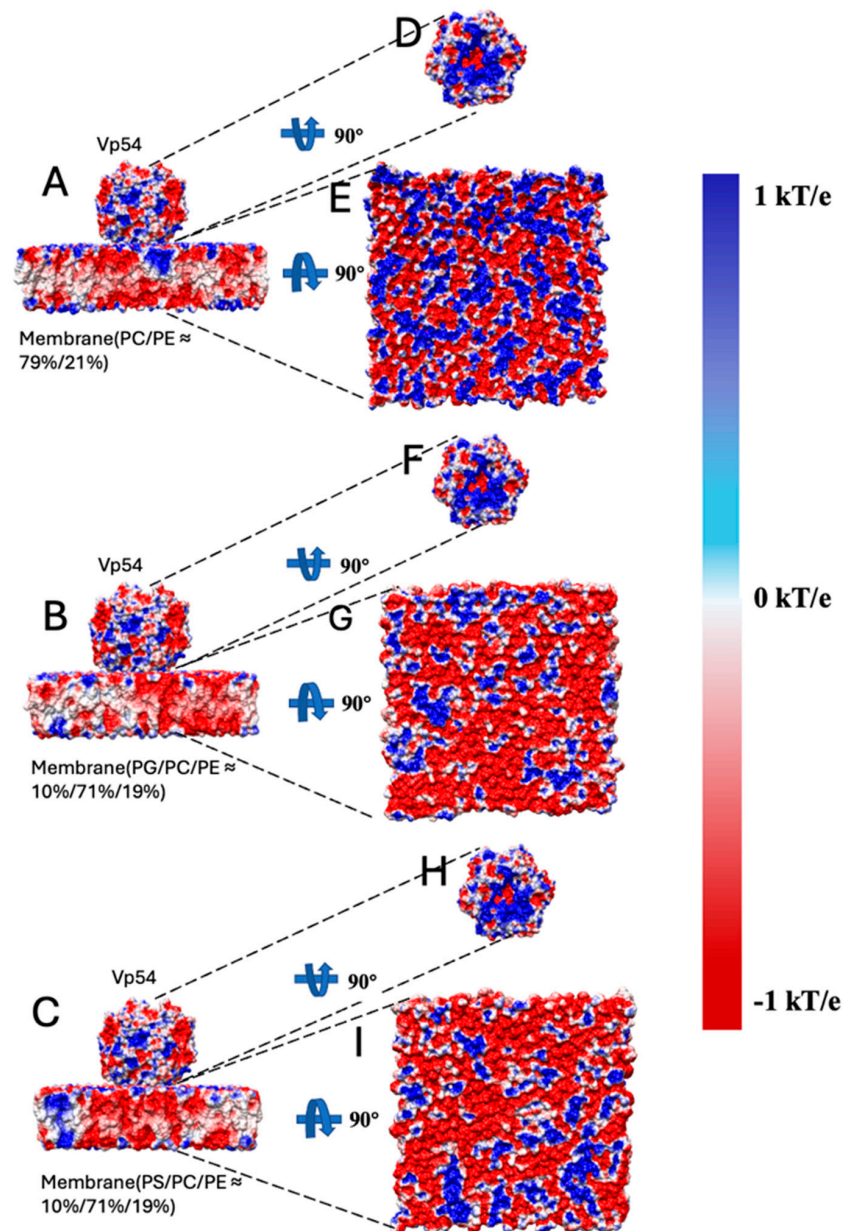 D
Vp54
90°
A
E
1 kT/e
90°
Membrane(PC/PE ≈
79%/21%)
F
Vp54
90°
0 kT/e
B
G
90°
Membrane(PG/PC/PE ≈
10%/71%/19%)
H
Vp54
90°
-1 kT/e
C
I
90°
Membrane(PS/PC/PE ≈
10%/71%/19%)